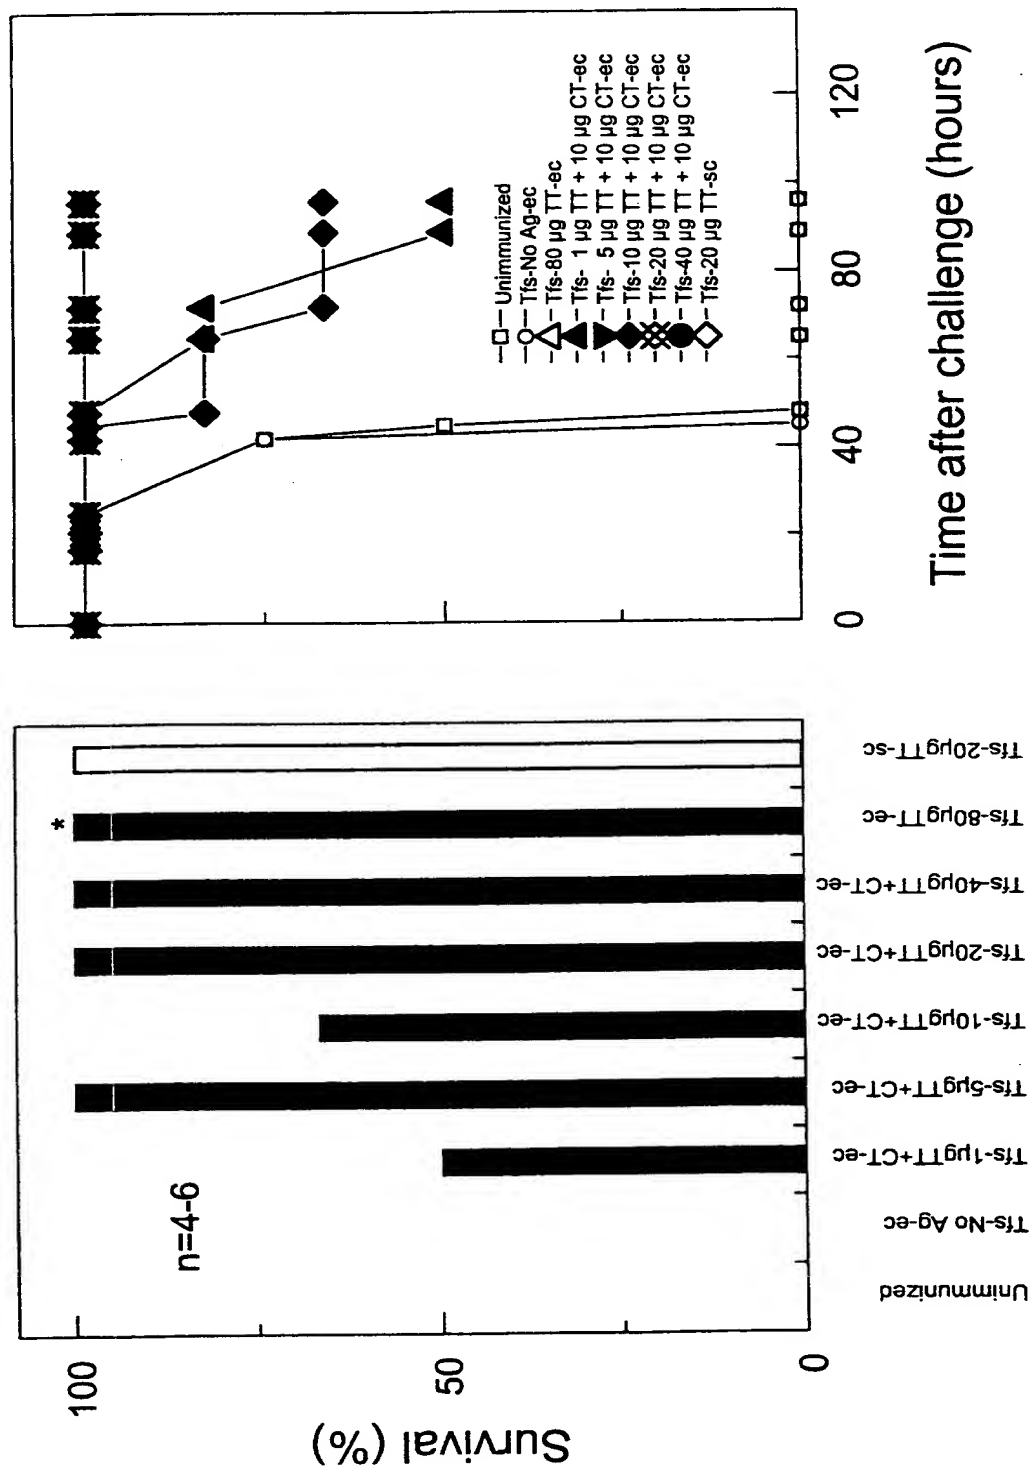 Survival (%)
100
50
0
n=4-6
*
Unimmunized
Tfs-No Ag-ec
Tfs-1µgTT+CT-ec
Tfs-5µgTT+CT-ec
Tfs-10µgTT+CT-ec
Tfs-20µgTT+CT-ec
Tfs-40µgTT+CT-ec
Tfs-80µgTT-ec
Tfs-20µgTT-sc
Unimmunized
Tfs-No Ag-ec
Tfs-80 µg TT-ec
Tfs- 1 µg TT + 10 µg CT-ec
Tfs- 5 µg TT + 10 µg CT-ec
Tfs-10 µg TT + 10 µg CT-ec
Tfs-20 µg TT + 10 µg CT-ec
Tfs-40 µg TT + 10 µg CT-ec
Tfs-20 µg TT-sc
0
40
80
120
Time after challenge (hours)